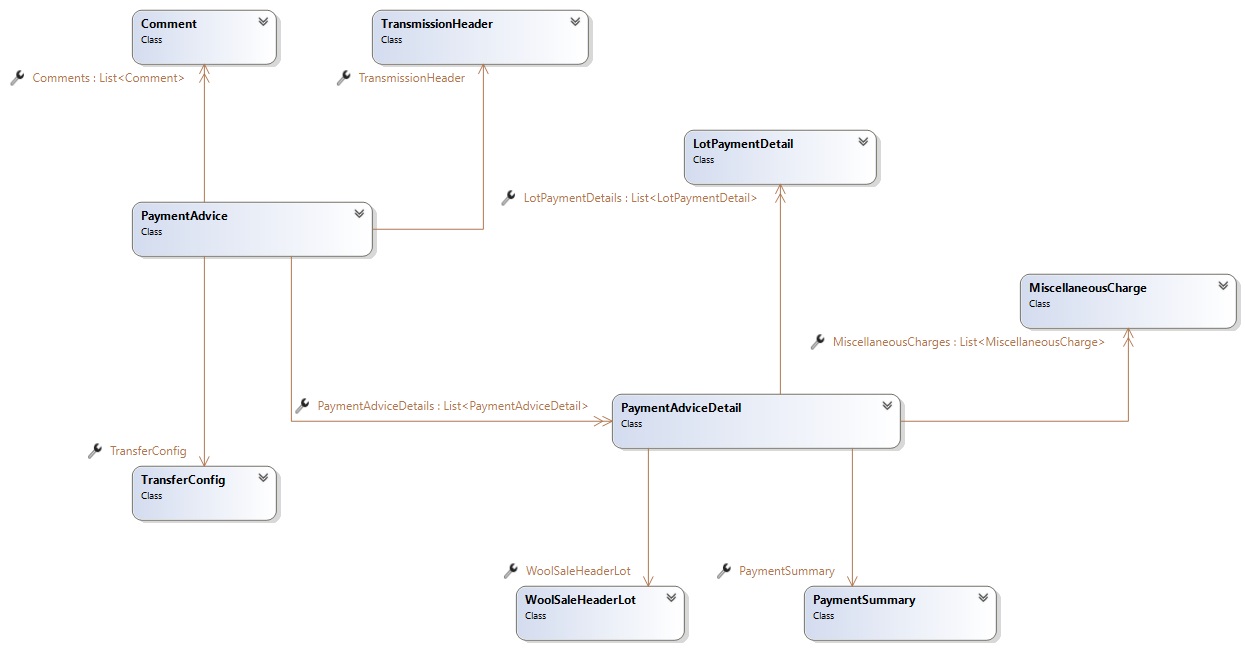 Comment
Class
TransmissionHeader
Class
Comments : List<Comment>
TransmissionHeader
LotPaymentDetail
Class
LotPaymentDetails : List<LotPaymentDetail>
PaymentAdvice
Class
MiscellaneousCharge
Class
MiscellaneousCharges : List<MiscellaneousCharge>
PaymentAdviceDetails : List<PaymentAdviceDetail>
PaymentAdviceDetail
Class
TransferConfig
TransferConfig
Class
WoolSaleHeaderLot
PaymentSummary
WoolSaleHeaderLot
Class
PaymentSummary
Class